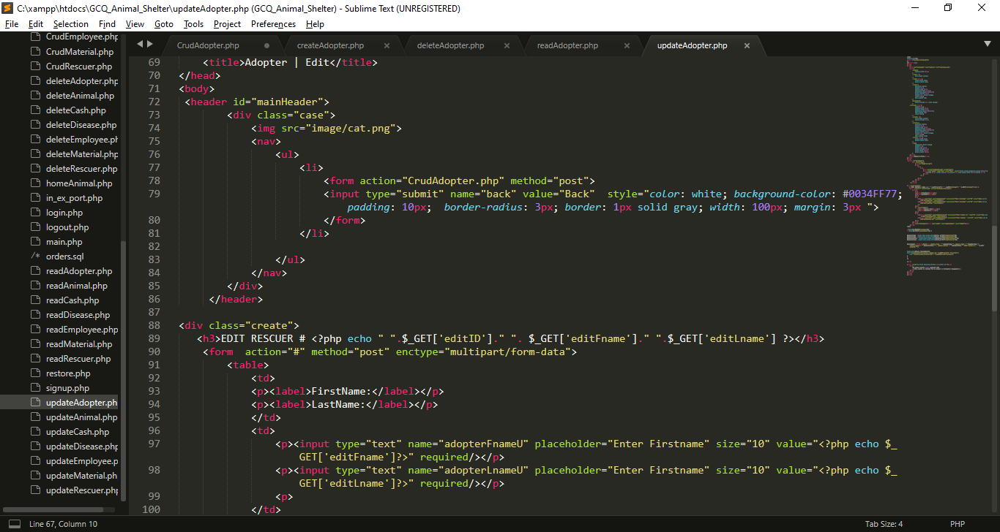 C:\xampp\htdocs\GCQ_Animal_Shelter\updateAdopter.php (GCQ_Animal_Shelter) - Sublime Text (UNREGISTERED)
File Edit Selection Find View Goto Tools Project Preferences Help
CrudEmployee.php
CrudMaterial.php
CrudRescuer.php
deleteAdopter.php
deleteAnimal.php
deleteCash.php
deleteDisease.php
deleteEmployee.ph
deleteMaterial.php
deleteRescuer.php
homeAnimal.php
in_ex_port.php
login.php
logout.php
main.php
/* orders.sql
readAdopter.php
readAnimal.php
readCash.php
readDisease.php
readEmployee.php
readMaterial.php
readRescuer.php
restore.php
signup.php
updateAdopter.ph
updateAnimal.php
updateCash.php
updateDisease.php
updateEmployee.p
updateMaterial.ph
updateRescuer.php
CrudAdopter.php createAdopter.php deleteAdopter.php readAdopter.php updateAdopter.php
69 <title>Adopter | Edit</title>
70 </head>
71 <body>
72 <header id="mainHeader">
73 <div class="case">
74 <img src="image/cat.png">
75 <nav>
76 <ul>
77 <li>
78 <form action="CrudAdopter.php" method="post">
79 <input type="submit" name="back" value="Back"  style="color: white; background-color: #0034FF77;
padding: 10px;  border-radius: 3px; border: 1px solid gray; width: 100px; margin: 3px ">
80 </form>
81 </li>
82
83 </ul>
84 </nav>
85 </div>
86 </header>
87
88 <div class="create">
89 <h3>EDIT RESCUER # <?php echo " ".$_GET['editID']." ". $_GET['editFname']." ".$_GET['editLname'] ?></h3>
90 <form  action="#" method="post" enctype="multipart/form-data">
91 <table>
92 <td>
93 <p><label>FirstName:</label></p>
94 <p><label>LastName:</label></p>
95 </td>
96 <td>
97 <p><input type="text" name="adopterFnameU" placeholder="Enter Firstname" size="10" value="<?php echo $_
GET['editFname']?>" required/></p>
98 <p><input type="text" name="adopterLnameU" placeholder="Enter Firstname" size="10" value="<?php echo $_
GET['editLname']?>" required/></p>
99 <p>
100 </td>
Line 67, Column 10 Tab Size: 4 PHP